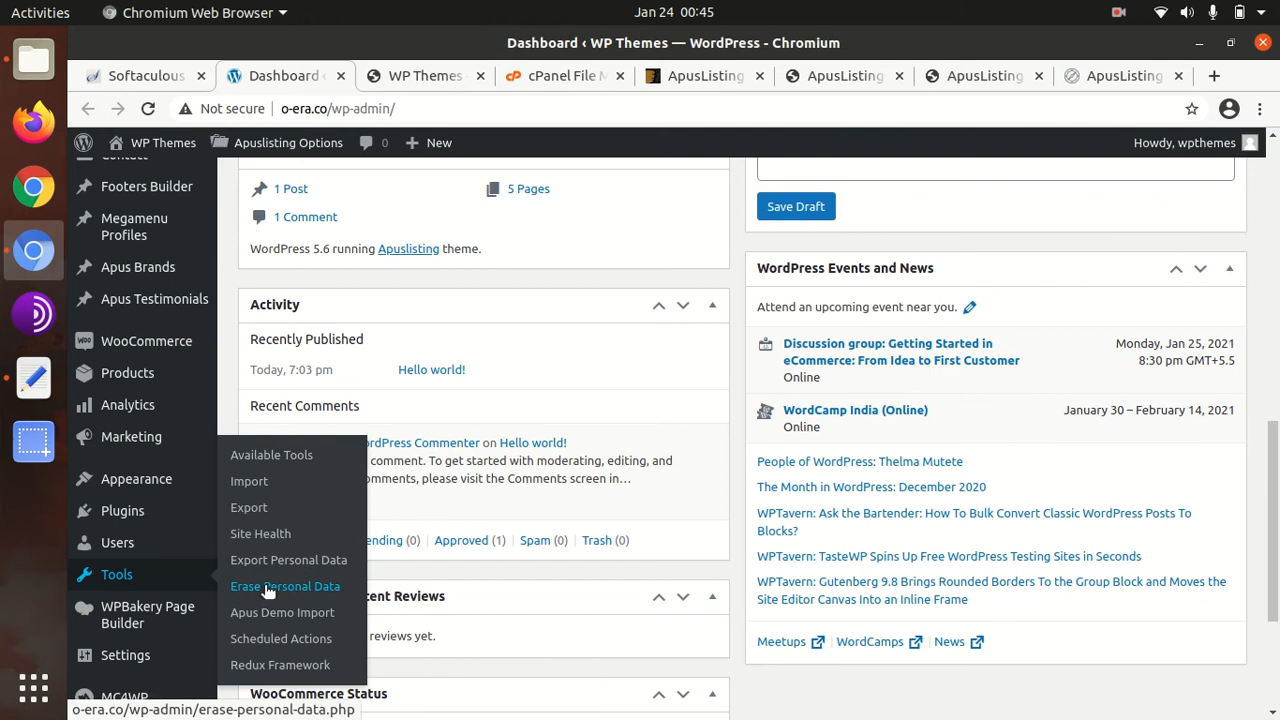 Activities
Chromium Web Browser
Jan 24 00:45
Dashboard ‹ WP Themes — WordPress - Chromium
Softaculous
Dashboard
WP Themes
cPanel File M
ApusListing
ApusListing
ApusListing
ApusListing
Not secure
o-era.co/wp-admin/
WP Themes
Apuslisting Options
0
New
Howdy, wpthemes
Contact
Footers Builder
Megamenu
Profiles
Apus Brands
Apus Testimonials
WooCommerce
Products
Analytics
Marketing
Appearance
Plugins
Users
Tools
WPBakery Page
Builder
Settings
MC4WP
Available Tools
Import
Export
Site Health
Export Personal Data
Erase Personal Data
Apus Demo Import
Scheduled Actions
Redux Framework
1 Post
5 Pages
1 Comment
WordPress 5.6 running Apuslisting theme.
Activity
Recently Published
Today, 7:03 pm
Hello world!
Recent Comments
ordPress Commenter on Hello world!
comment. To get started with moderating, editing, and
omments, please visit the Comments screen in…
ending (0)
Approved (1)
Spam (0)
Trash (0)
cent Reviews
reviews yet.
WooCommerce Status
Save Draft
WordPress Events and News
Attend an upcoming event near you.
Discussion group: Getting Started in
eCommerce: From Idea to First Customer
Online
Monday, Jan 25, 2021
8:30 pm GMT+5.5
WordCamp India (Online)
Online
January 30 – February 14, 2021
People of WordPress: Thelma Mutete
The Month in WordPress: December 2020
WPTavern: Ask the Bartender: How To Bulk Convert Classic WordPress Posts To
Blocks?
WPTavern: TasteWP Spins Up Free WordPress Testing Sites in Seconds
WPTavern: Gutenberg 9.8 Brings Rounded Borders To the Group Block and Moves the
Site Editor Canvas Into an Inline Frame
Meetups
WordCamps
News
o-era.co/wp-admin/erase-personal-data.php